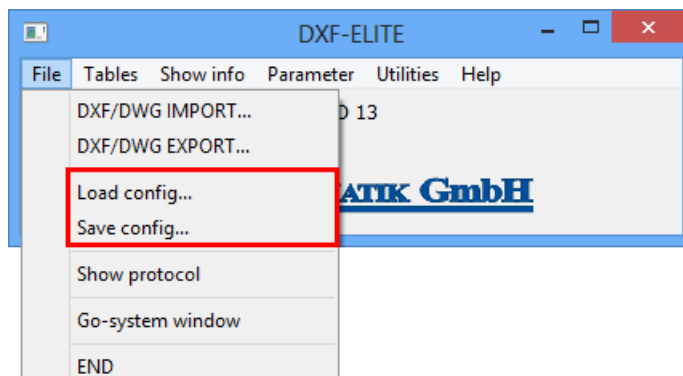 DXF-ELITE
File Tables Show info Parameter Utilities Help
DXF/DWG IMPORT...
13
DXF/DWG EXPORT...
Load config...
GmbH
Save config...
Show protocol
Go-system window
END